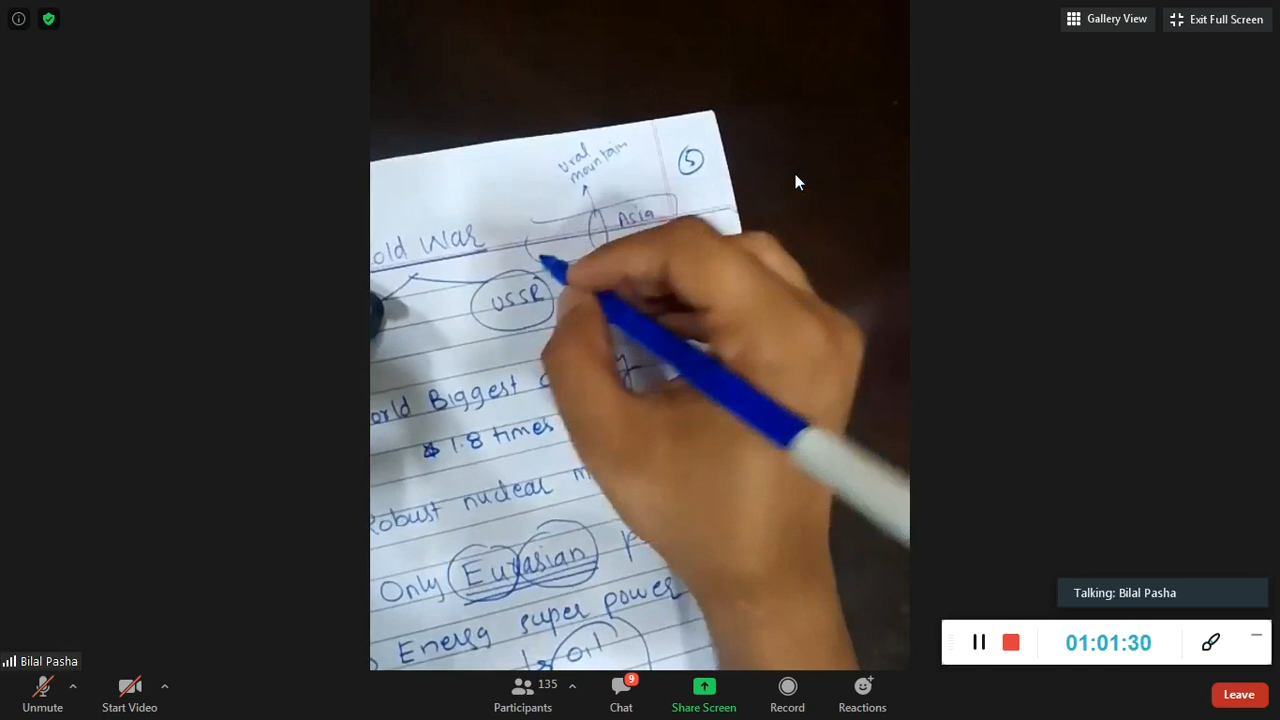 Gallery View
Exit Full Screen
Ural
mountain
5
Asia
old War
USSR
orld Biggest
1.8 times
Robust nuclear
Only Eurasian
Energy super power
oil
Talking: Bilal Pasha
01:01:30
Bilal Pasha
Unmute
Start Video
135
Participants
9
Chat
Share Screen
Record
Reactions
Leave